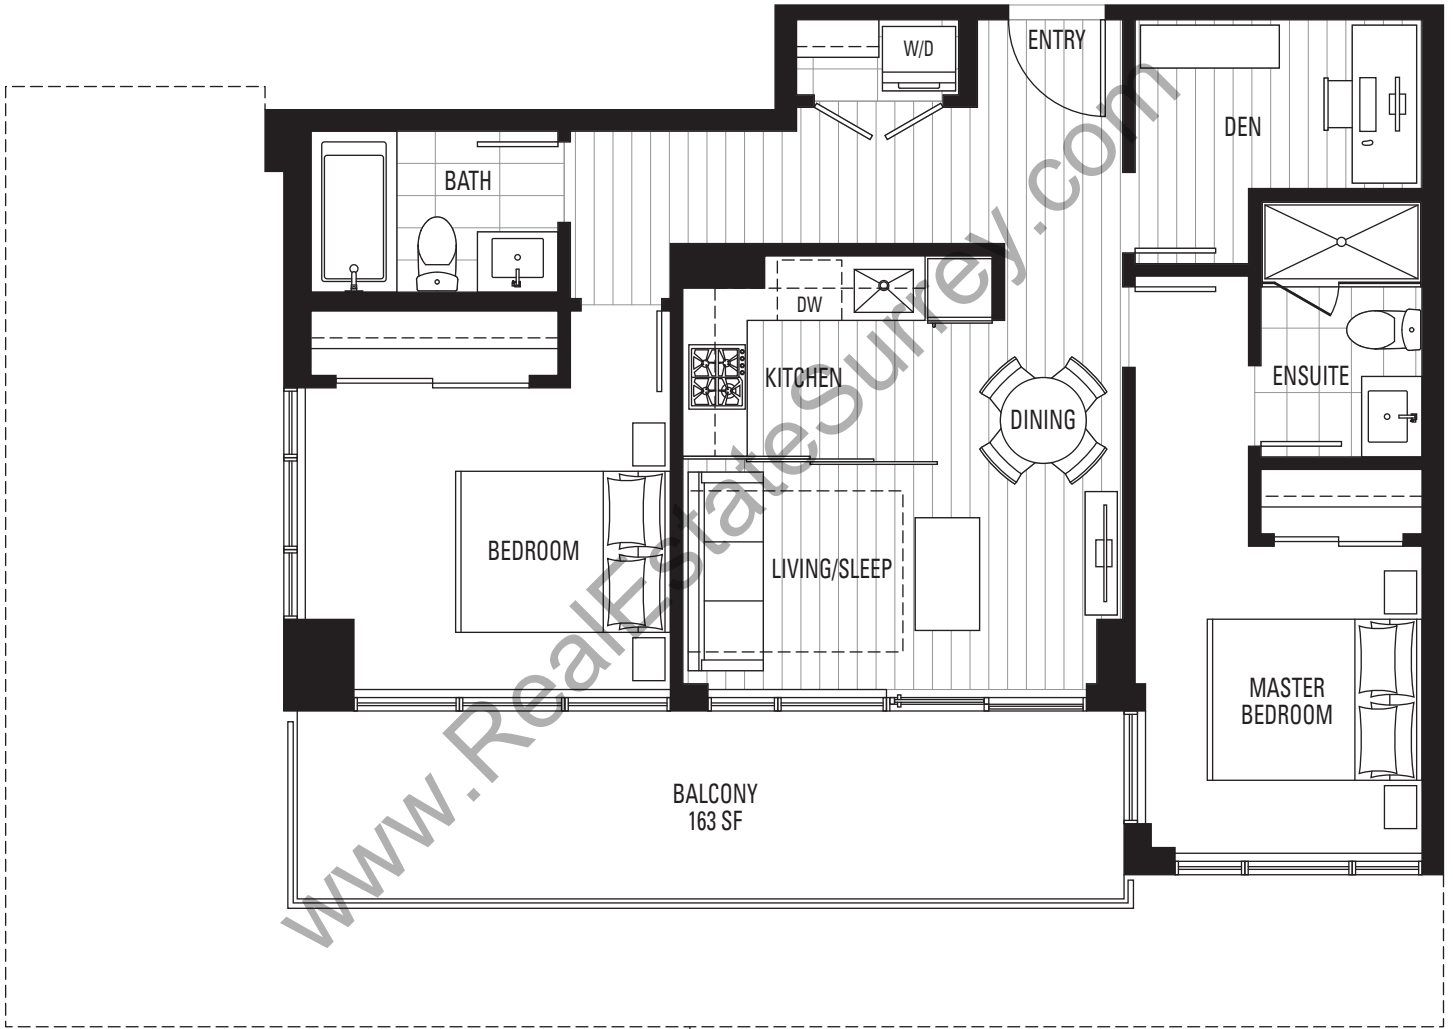 W/D
ENTRY
DEN
BATH
DW
KITCHEN
ENSUITE
DINING
BEDROOM
LIVING/SLEEP
MASTER
BEDROOM
BALCONY
163 SF
www.RealEstateSurrey.com